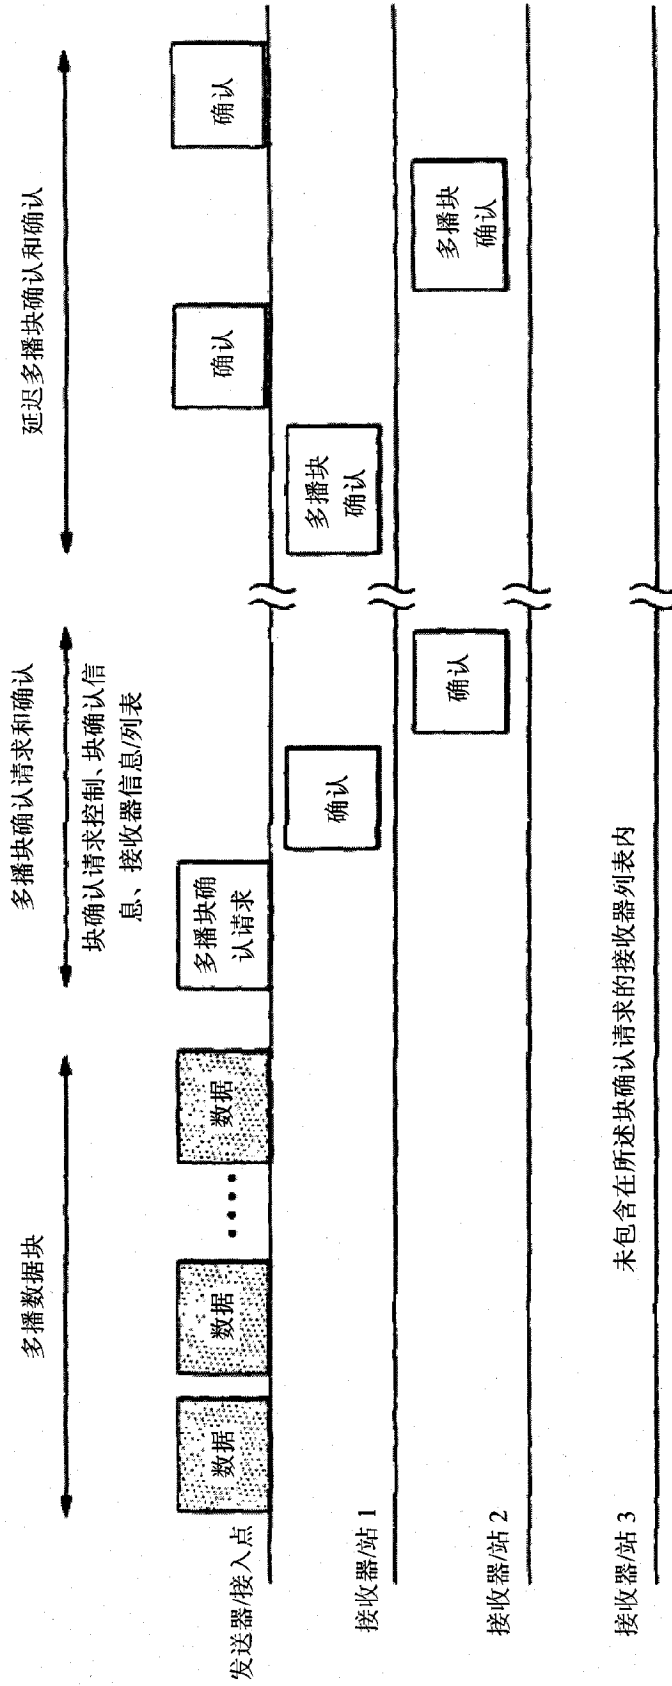 多播数据块
多播块确认请求和确认
延迟多播块确认和确认
块确认请求控制、块确认信
息、接收器信息/列表
发送器/接入点
数据
数据
数据
多播块确
认请求
确认
确认
接收器/站 1
确认
多播块
确认
接收器/站 2
确认
多播块
确认
接收器/站 3
未包含在所述块确认请求的接收器列表内